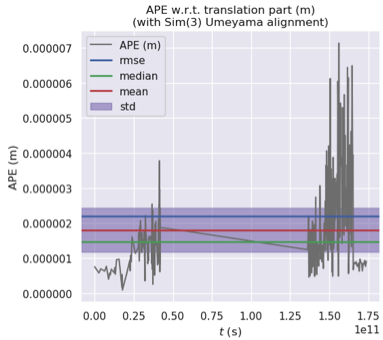 APE w.r.t. translation part (m)
(with Sim(3) Umeyama alignment)
APE (m)
rmse
median
mean
std
APE (m)
0.000007
0.000006
0.000005
0.000004
0.000003
0.000002
0.000001
0.000000
0.00 0.25 0.50 0.75 1.00 1.25 1.50 1.75
1e11
t (s)